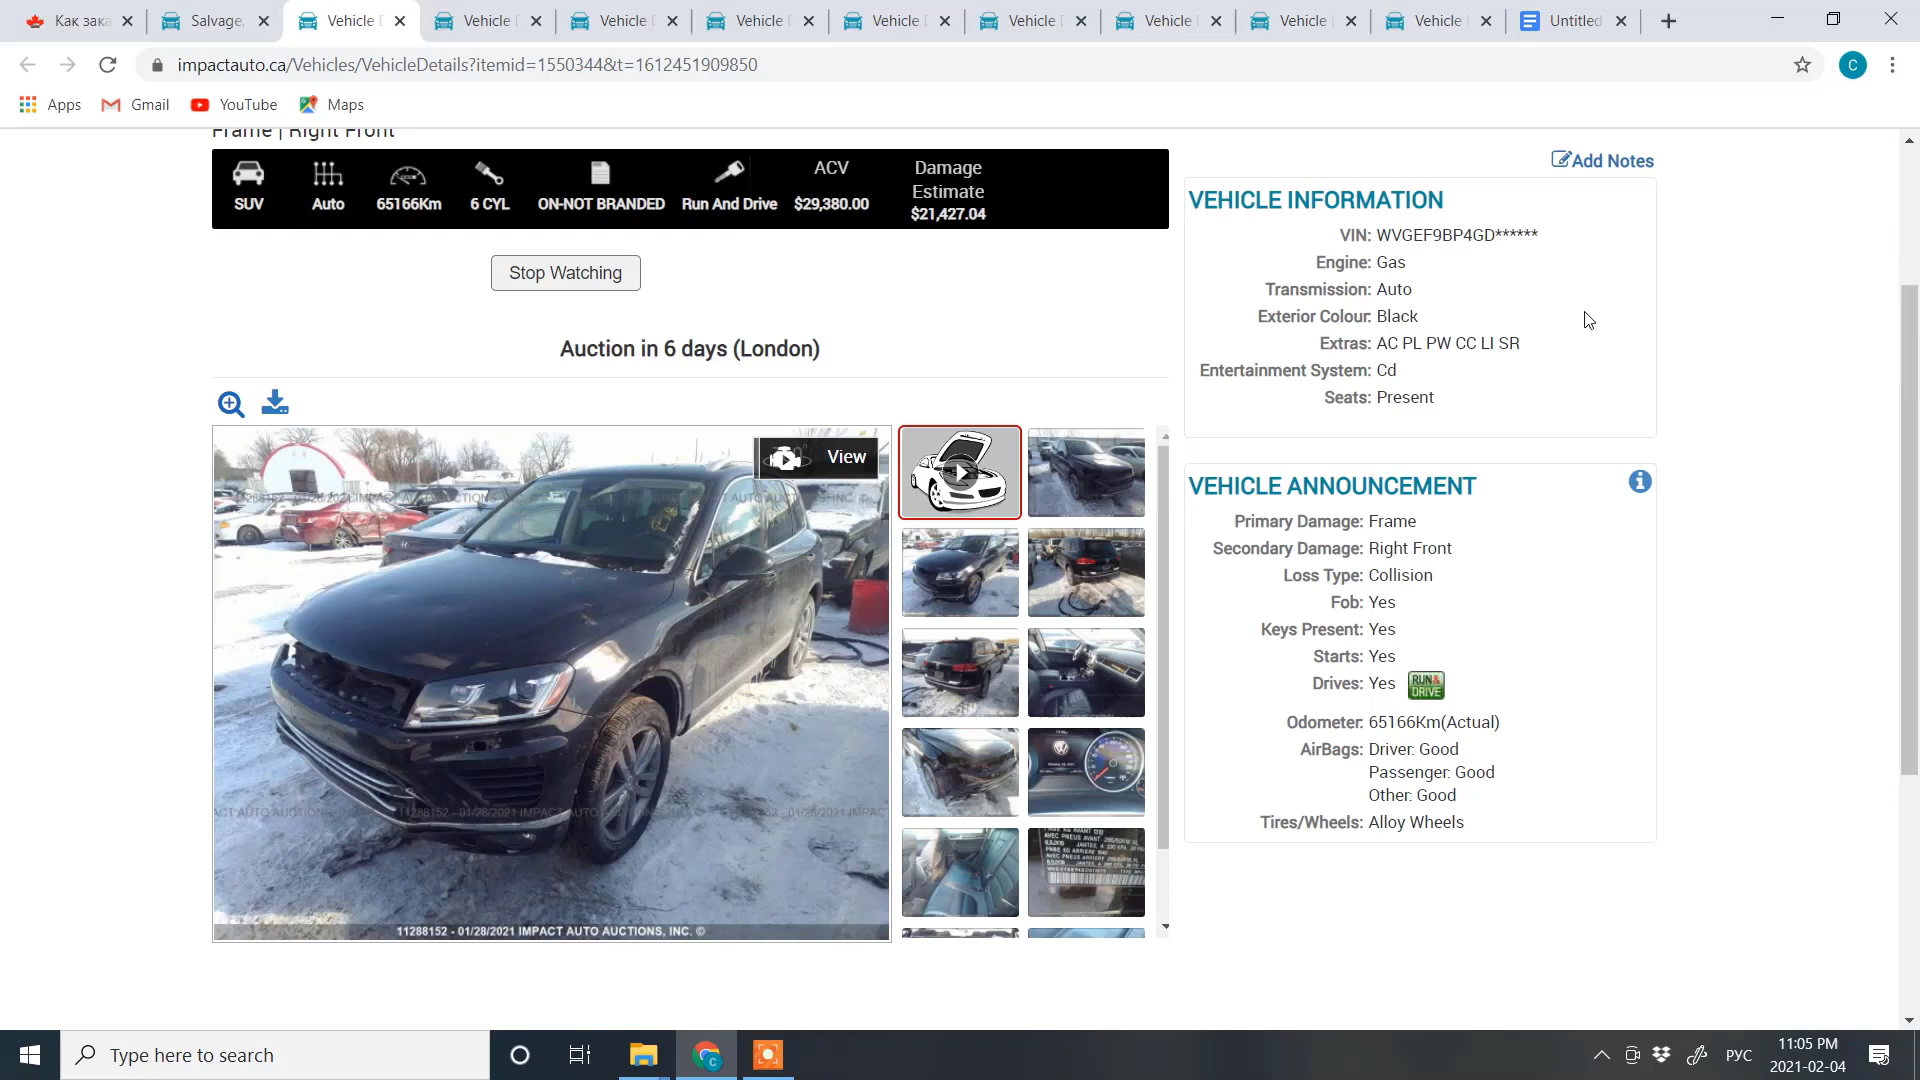 Как зака
Salvage,
Vehicle D
Vehicle D
Vehicle D
Vehicle D
Vehicle D
Vehicle D
Vehicle
Vehicle
Vehicle
Untitled
impactauto.ca/Vehicles/VehicleDetails?itemid=1550344&t=1612451909850
C
Apps
Gmail
YouTube
Maps
Frame | Right Front
SUV
Auto
65166Km
6 CYL
ON-NOT BRANDED
Run And Drive
ACV
$29,380.00
Damage
Estimate
$21,427.04
Stop Watching
Auction in 6 days (London)
View
11288152 - 01/28/2021 IMPACT AUTO AUCTIONS, INC. ©
Add Notes
VEHICLE INFORMATION
VIN: WVGEF9BP4GD******
Engine: Gas
Transmission: Auto
Exterior Colour: Black
Extras: AC PL PW CC LI SR
Entertainment System: Cd
Seats: Present
VEHICLE ANNOUNCEMENT
Primary Damage: Frame
Secondary Damage: Right Front
Loss Type: Collision
Fob: Yes
Keys Present: Yes
Starts: Yes
Drives: Yes
RUN&
DRIVE
Odometer: 65166Km(Actual)
AirBags: Driver: Good
Passenger: Good
Other: Good
Tires/Wheels: Alloy Wheels
Type here to search
РУС
11:05 PM
2021-02-04